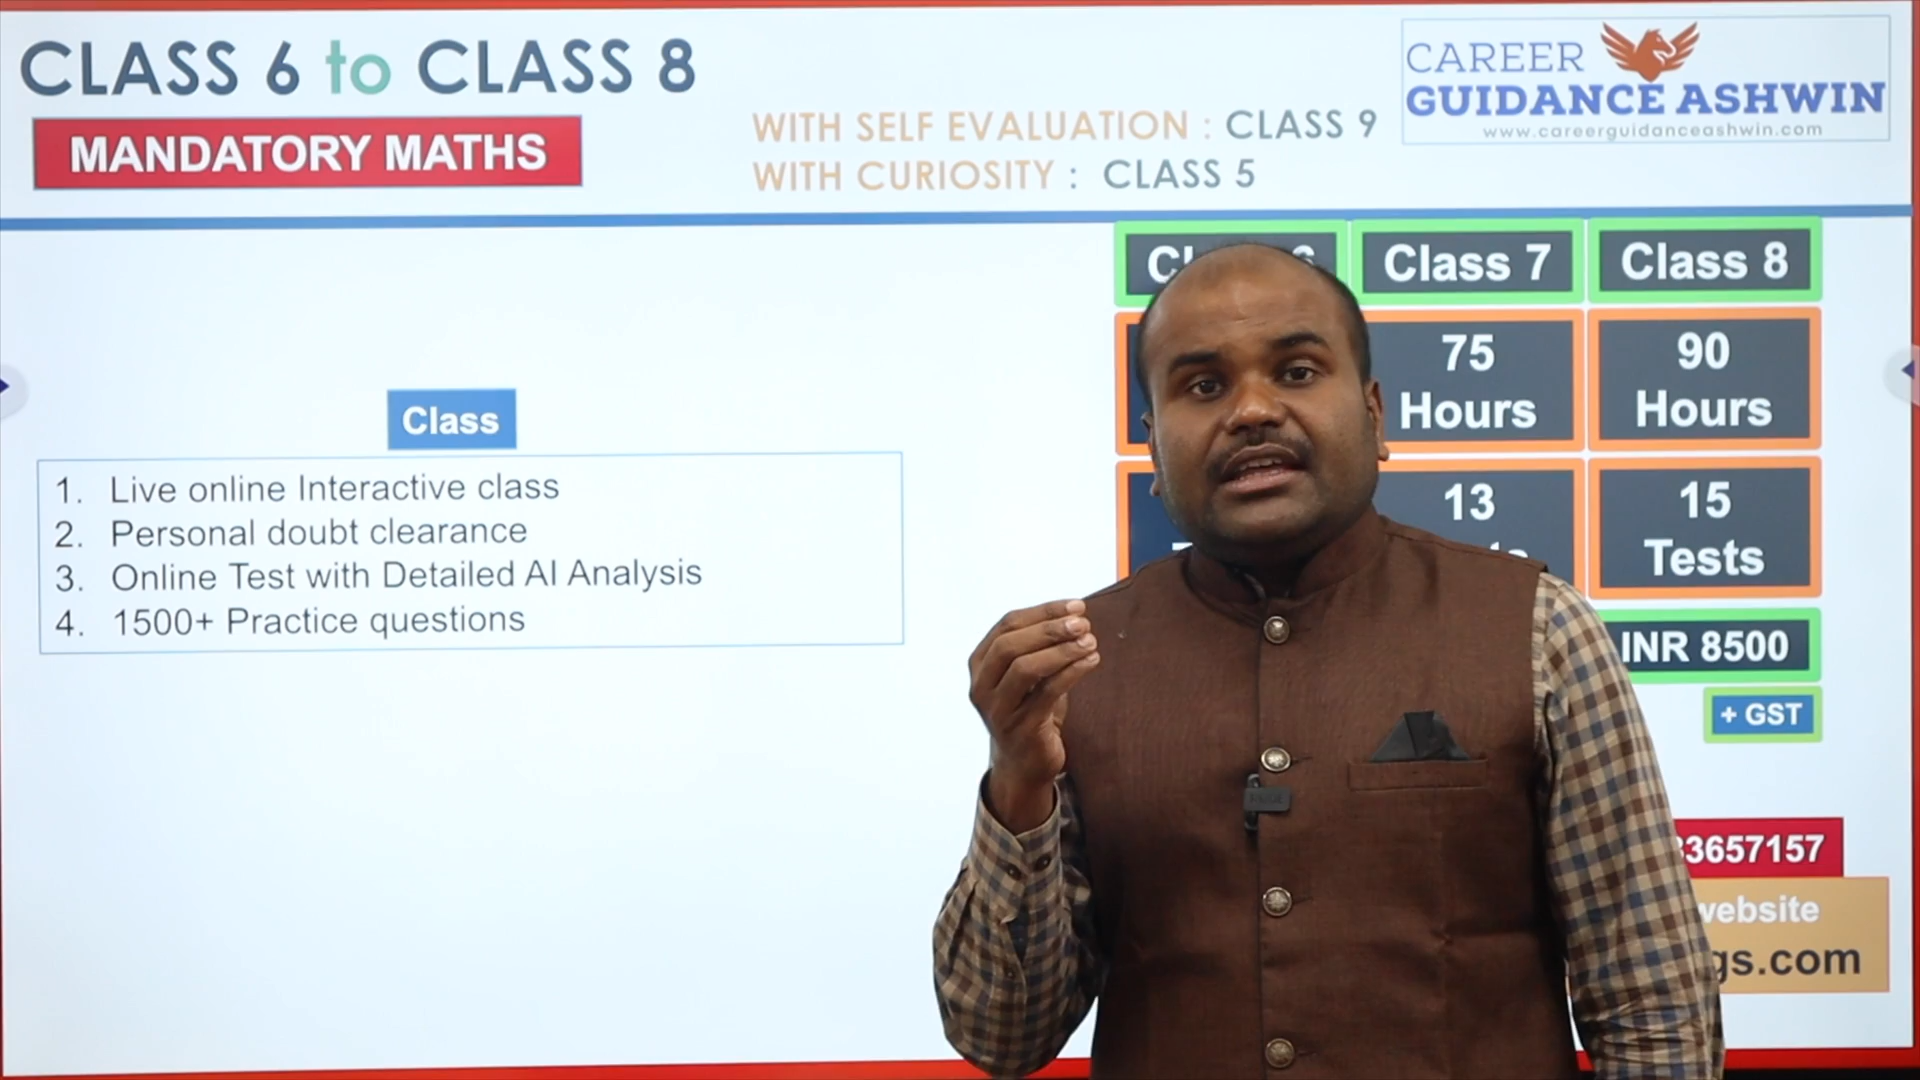 CLASS 6 to CLASS 8
MANDATORY MATHS
WITH SELF EVALUATION : CLASS 9
WITH CURIOSITY : CLASS 5
CAREER
GUIDANCE ASHWIN
www.careerguidanceashwin.com
Class 7
Class 8
75
Hours
90
Hours
13
15
Tests
INR 8500
+ GST
Class
1. Live online Interactive class
2. Personal doubt clearance
3. Online Test with Detailed AI Analysis
4. 1500+ Practice questions
3657157
website
gs.com